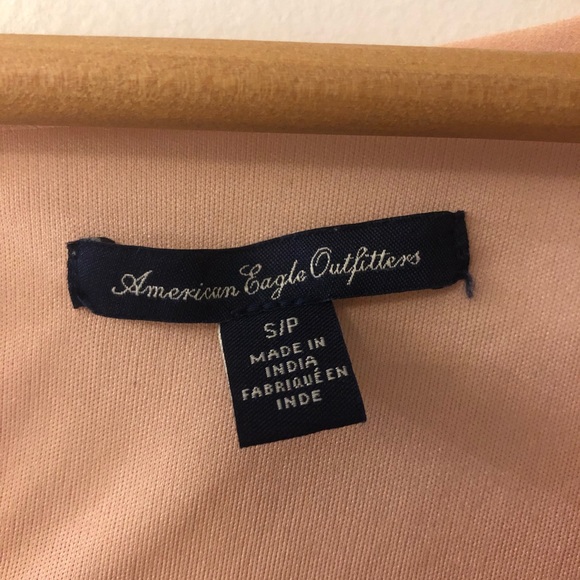 American Eagle Outfitters
S/P
MADE IN
INDIA
FABRIQUÉ EN
INDE